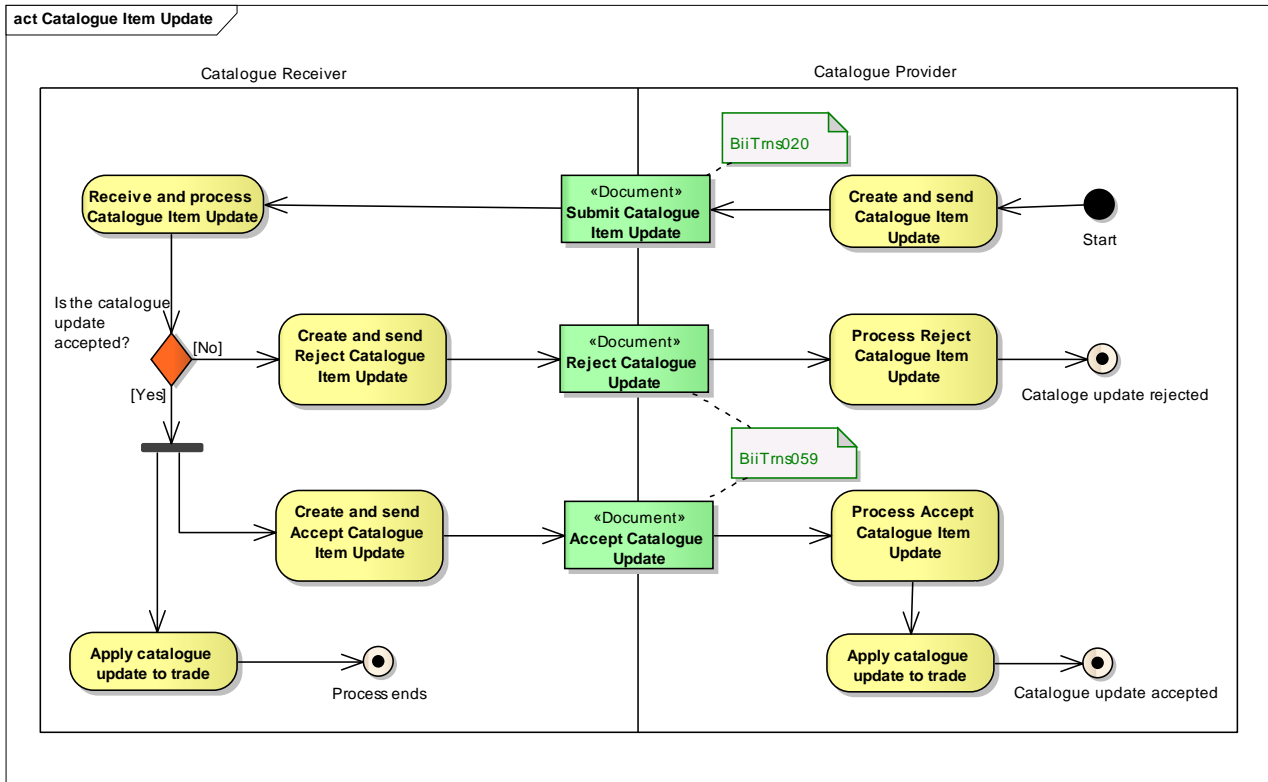 act Catalogue Item Update
Catalogue Receiver
Catalogue Provider
BiiTrns020
Receive and process
Catalogue Item Update
«Document»
Submit Catalogue
Item Update
Create and send
Catalogue Item
Update
Start
Is the catalogue
update
accepted?
[No]
[Yes]
Create and send
Reject Catalogue
Item Update
«Document»
Reject Catalogue
Update
Process Reject
Catalogue Item
Update
Cataloge update rejected
BiiTrns059
Create and send
Accept Catalogue
Item Update
«Document»
Accept Catalogue
Update
Process Accept
Catalogue Item
Update
Apply catalogue
update to trade
Process ends
Apply catalogue
update to trade
Catalogue update accepted